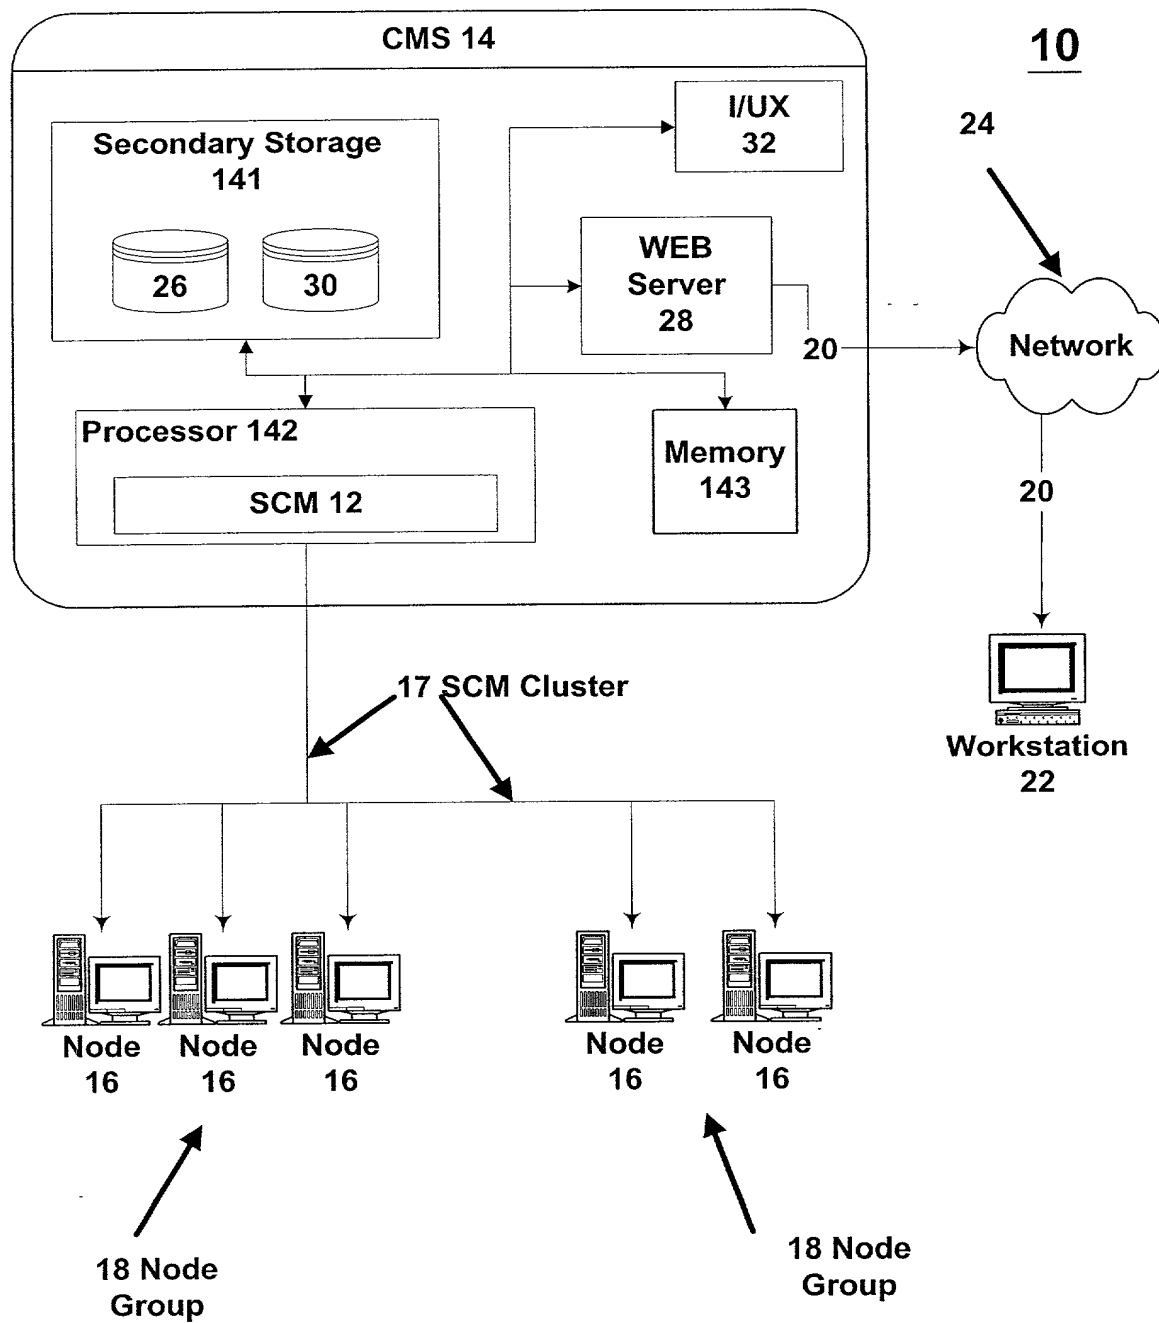 CMS 14
10
I/UX
32
24
Secondary Storage
141
26
30
WEB
Server
28
20
Network
Processor 142
SCM 12
Memory
143
20
17 SCM Cluster
Workstation
22
Node
16
Node
16
Node
16
Node
16
Node
16
18 Node
Group
18 Node
Group